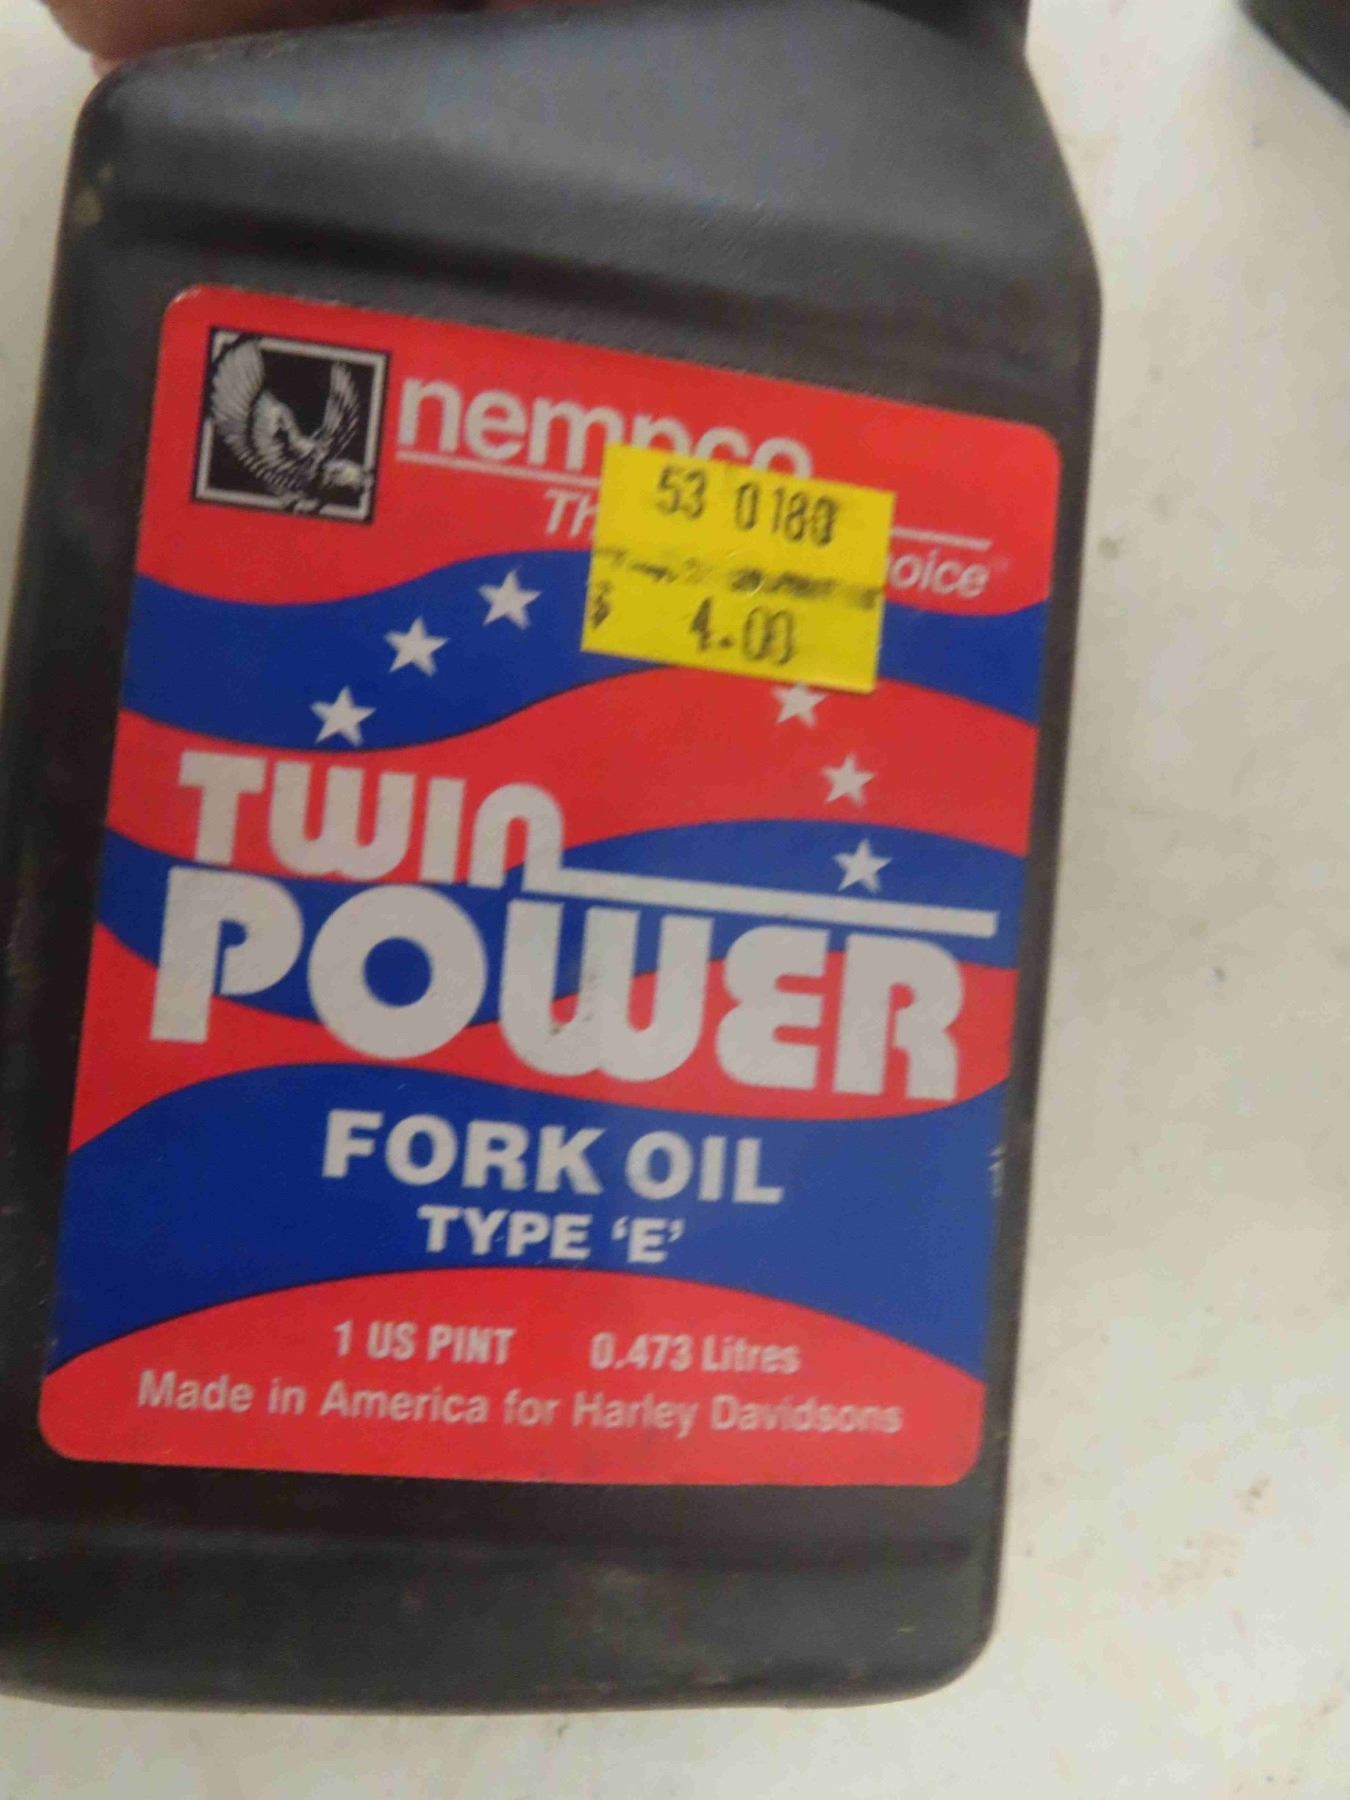 nempco
53 0180
$ 4.00
TWIN
POWER
FORK OIL
TYPE 'E'
1 US PINT 0.473 Litres
Made in America for Harley Davidsons